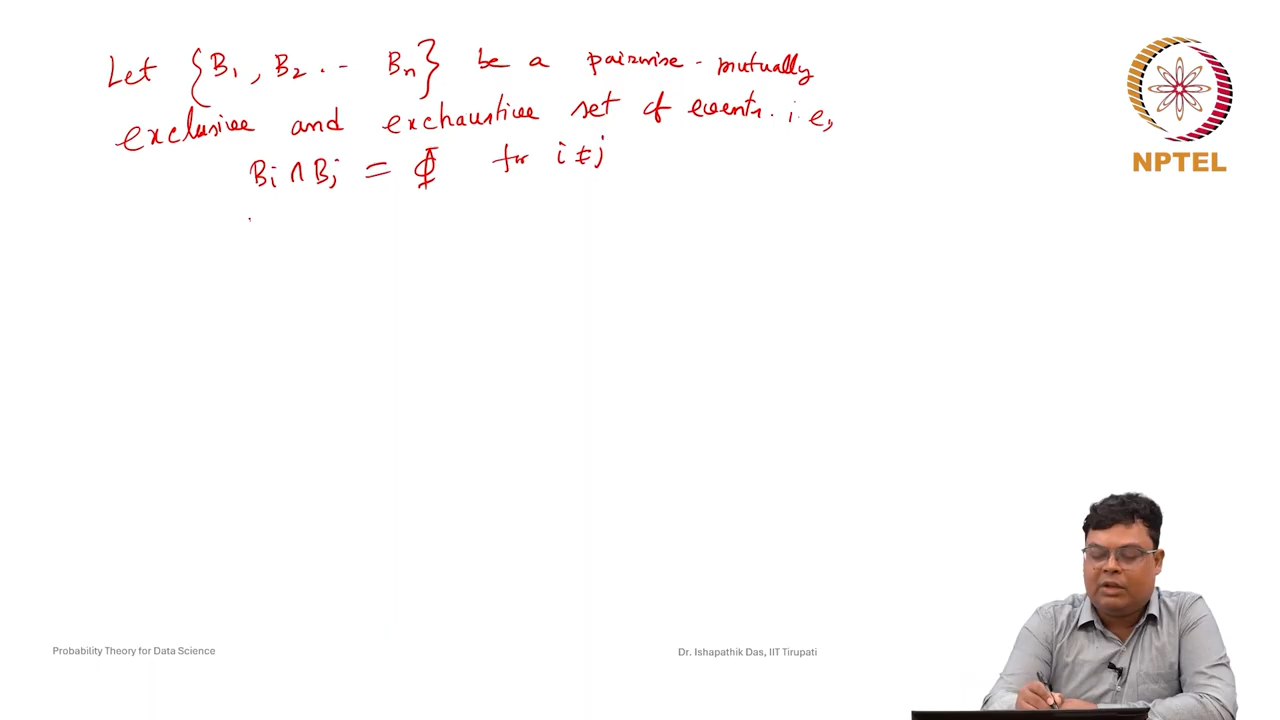 Let {B₁, B₂ .. - Bₙ} be a pairwise - mutually
exclusive and exhaustive set of events. i.e,
Bᵢ ∩ Bⱼ = Φ for i ≠ j
NPTEL
Probability Theory for Data Science
Dr. Ishapathik Das, IIT Tirupati